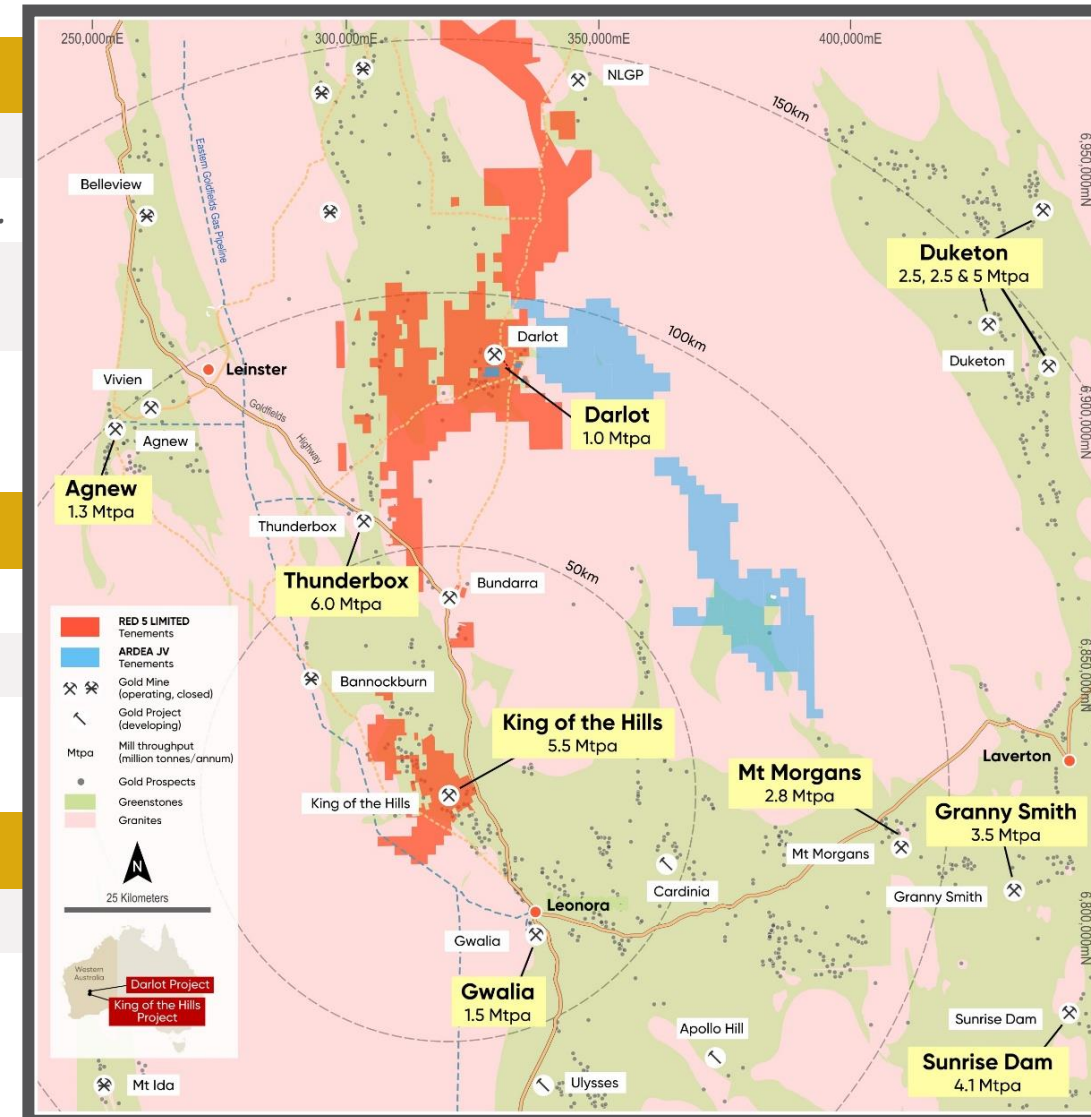 250,000mE
300,000mE
350,000mE
400,000mE
NLGP
150km
6,950,000mN
Belleview
Eastern Goldfields Gas Pipeline
Duketon
2.5, 2.5 & 5 Mtpa
Darlot
100km
Duketon
Leinster
Vivien
Goldfields
Highway
Darlot
1.0 Mtpa
6,900,000mN
Agnew
Agnew
1.3 Mtpa
Thunderbox
Thunderbox
6.0 Mtpa
50km
Bundarra
RED 5 LIMITED
Tenements
ARDEA JV
Tenements
Gold Mine
(operating, closed)
Gold Project
(developing)
Mtpa
Mill throughput
(million tonnes/annum)
Gold Prospects
Greenstones
Granites
N
25 Kilometers
Western
Australia
Darlot Project
King of the Hills
Project
6,850,000mN
Bannockburn
King of the Hills
5.5 Mtpa
Laverton
Mt Morgans
2.8 Mtpa
King of the Hills
Granny Smith
3.5 Mtpa
Mt Morgans
Cardinia
Granny Smith
Leonora
6,800,000mN
Gwalia
Gwalia
1.5 Mtpa
Sunrise Dam
Apollo Hill
Sunrise Dam
4.1 Mtpa
Mt Ida
Ulysses